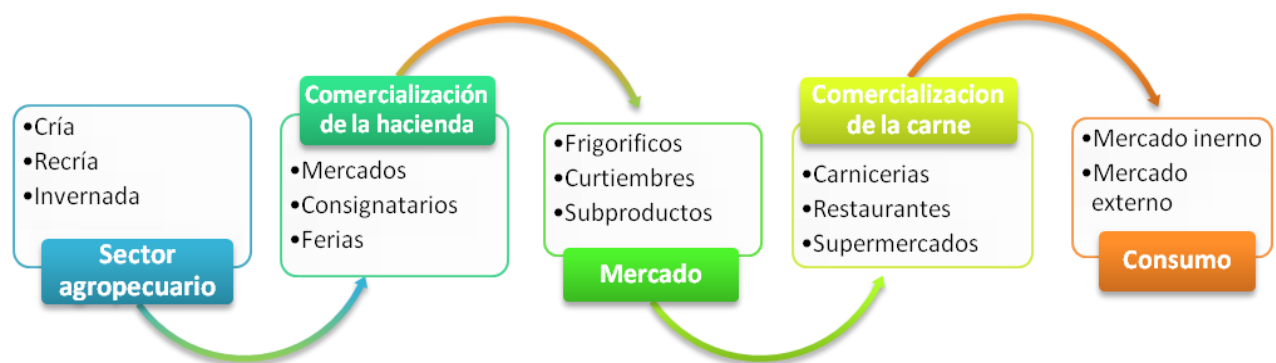 •Cría
•Recría
•Invernada
Sector
agropecuario
Comercialización
de la hacienda
•Mercados
•Consignatarios
•Ferias
•Frigorificos
•Curtiembres
•Subproductos
Mercado
Comercializacion
de la carne
•Carnicerias
•Restaurantes
•Supermercados
•Mercado inerno
•Mercado
externo
Consumo